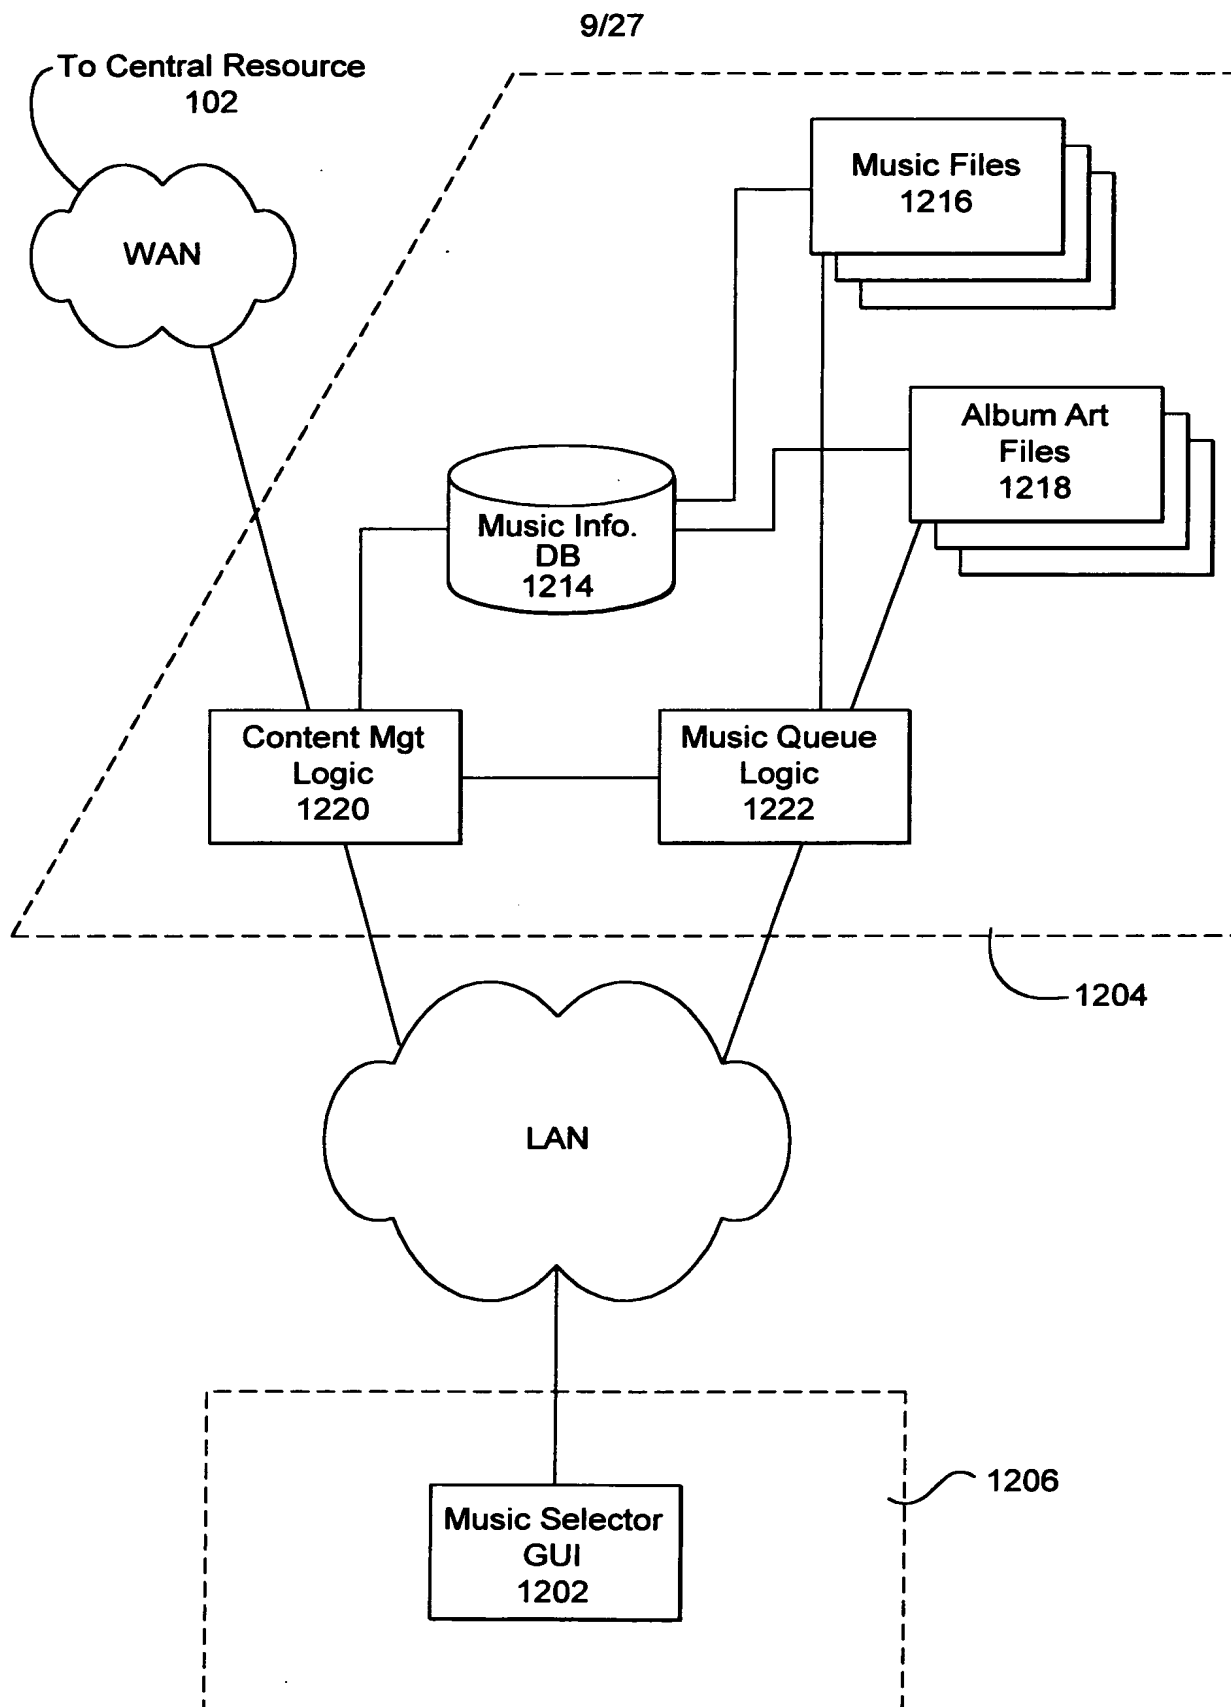 9/27
To Central Resource
102
WAN
Music Files
1216
Album Art
Files
1218
Music Info.
DB
1214
Content Mgt
Logic
1220
Music Queue
Logic
1222
1204
LAN
1206
Music Selector
GUI
1202